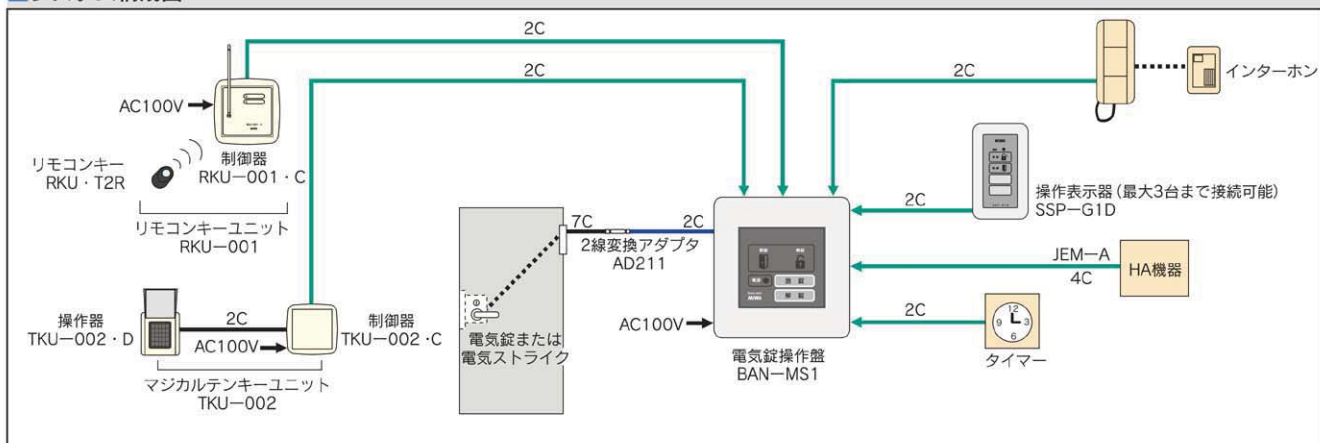 2C
2C
2C
インターホン
AC100V
制御器
RKU−001・C
リモコンキー
RKU・T2R
リモコンキーユニット
RKU−001
操作表示器(最大3台まで接続可能)
SSP−G1D
2C
7C
2C
2線変換アダプタ
AD211
JEM−A
4C
HA機器
操作器
TKU−002・D
2C
AC100V
制御器
TKU−002・C
マジカルテンキーユニット
TKU−002
電気錠または
電気ストライク
AC100V
電気錠操作盤
BAN−MS1
2C
12
9
3
6
タイマー